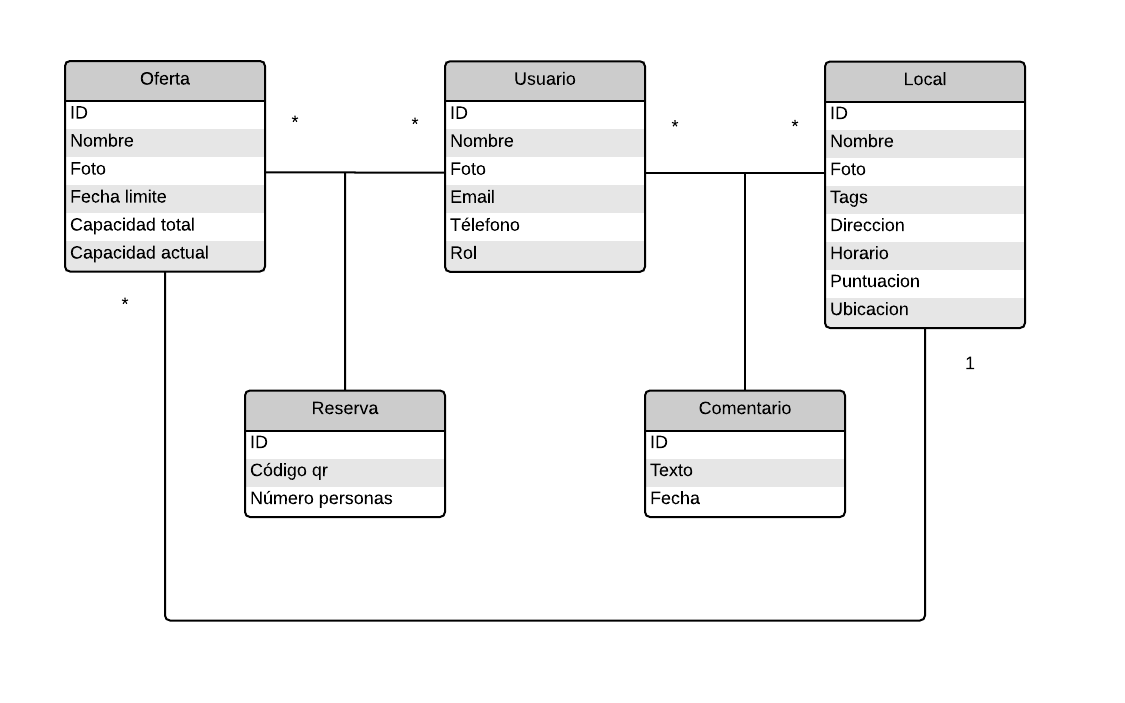 Oferta
ID
Nombre
Foto
Fecha limite
Capacidad total
Capacidad actual
*
*
Usuario
ID
Nombre
Foto
Email
Télefono
Rol
*
*
Local
ID
Nombre
Foto
Tags
Direccion
Horario
Puntuacion
Ubicacion
*
1
Reserva
ID
Código qr
Número personas
Comentario
ID
Texto
Fecha